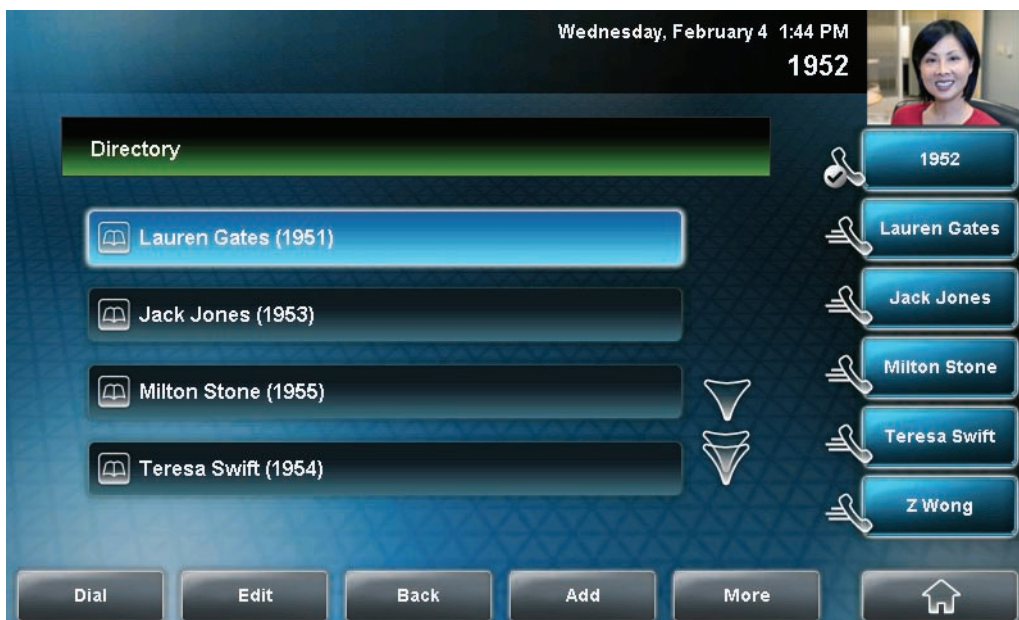 Wednesday, February 4 1:44 PM
1952
Directory
Lauren Gates (1951)
Jack Jones (1953)
Milton Stone (1955)
Teresa Swift (1954)
1952
Lauren Gates
Jack Jones
Milton Stone
Teresa Swift
Z Wong
Dial Edit Back Add More